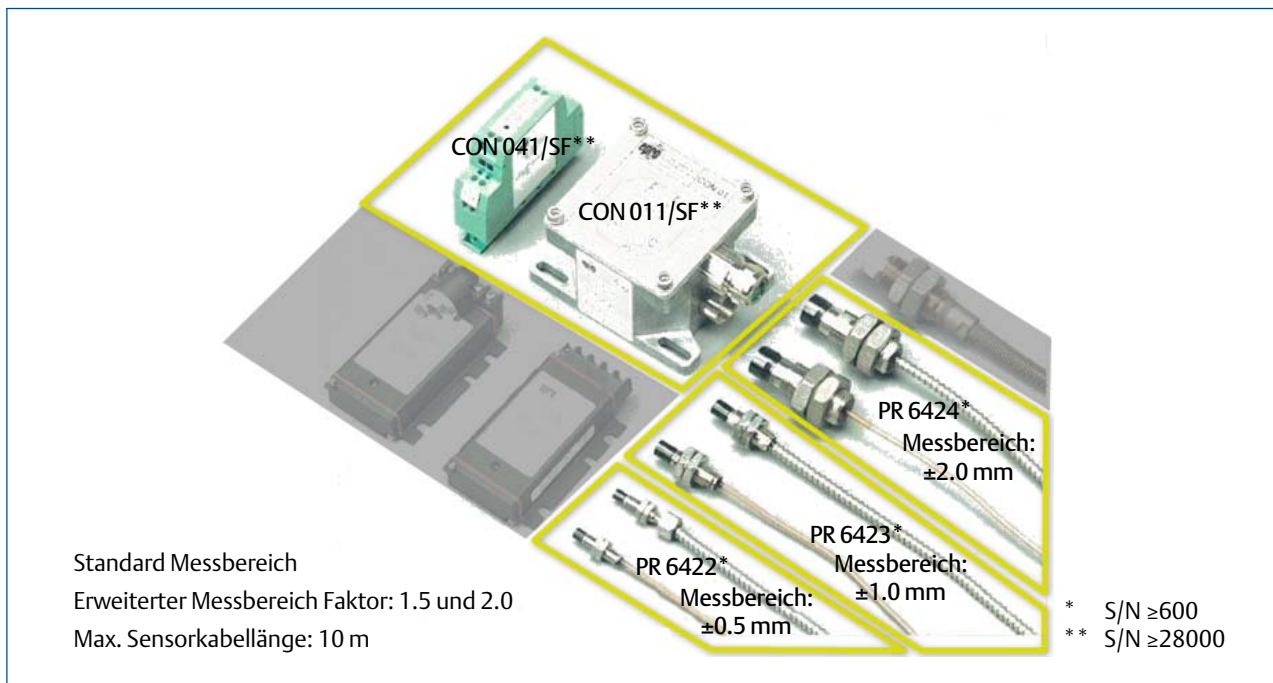 CON 041/SF**
CON 011/SF**
PR 6424*
Messbereich:
±2.0 mm
PR 6423*
Messbereich:
±1.0 mm
PR 6422*
Messbereich:
±0.5 mm
Standard Messbereich
Erweiterter Messbereich Faktor: 1.5 und 2.0
Max. Sensorkabellänge: 10 m
* S/N ≥600
** S/N ≥28000